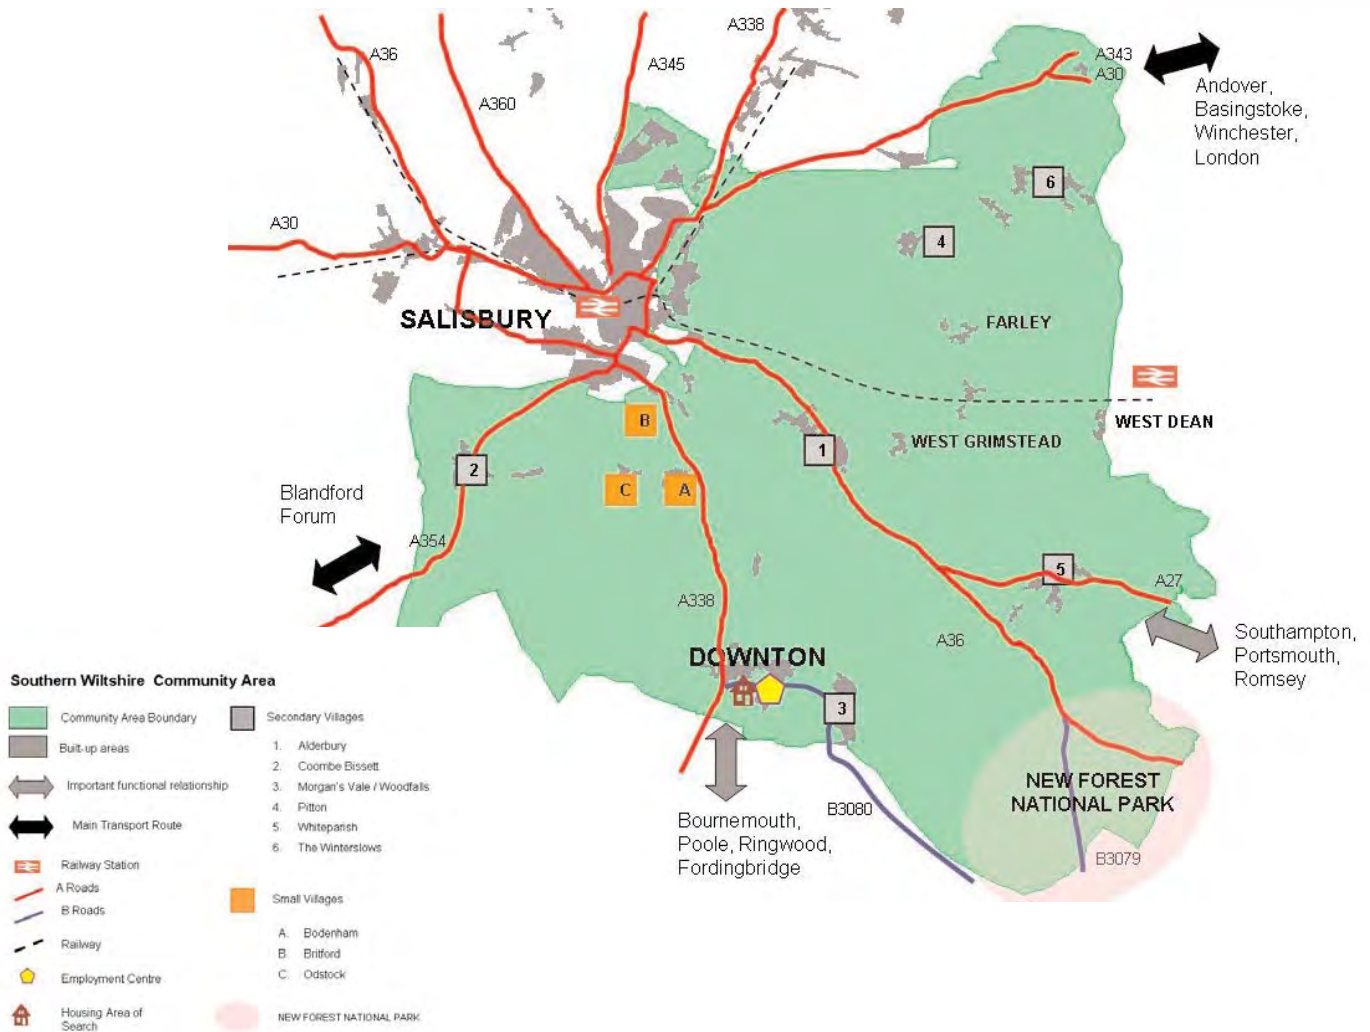 A36
A360
A345
A338
A343
A30
Andover,
Basingstoke,
Winchester,
London
6
A30
4
SALISBURY
FARLEY
WEST DEAN
B
WEST GRIMSTEAD
1
2
C
A
Blandford
Forum
A354
5
A27
A338
A36
Southampton,
Portsmouth,
Romsey
DOWNTON
3
NEW FOREST
NATIONAL PARK
B3080
Bournemouth,
Poole, Ringwood,
Fordingbridge
B3079
Southern Wiltshire Community Area
Community Area Boundary
Built-up areas
Important functional relationship
Main Transport Route
Railway Station
A Roads
B Roads
Railway
Employment Centre
Housing Area of
Search
Secondary Villages
1. Alderbury
2. Coombe Bissett
3. Morgan's Vale / Woodfalls
4. Pitton
5. Whiteparish
6. The Winterslows
Small Villages
A. Bodenham
B Britford
C. Odstock
NEW FOREST NATIONAL PARK